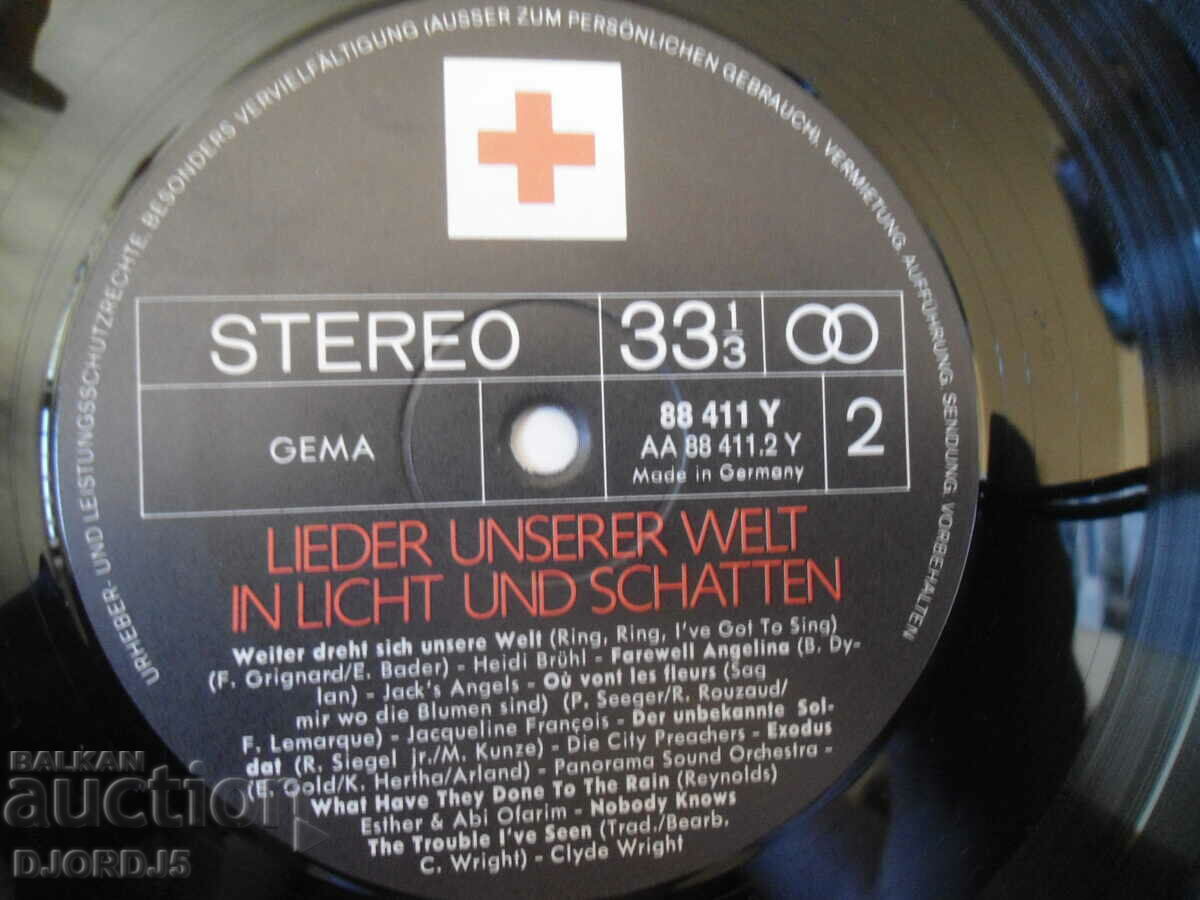 URHEBER- UND LEISTUNGSSCHUTZRECHTE, BESONDERS VERVIELFÄLTIGUNG (AUSSER ZUM PERSÖNLICHEN GEBRAUCH), VERMIETUNG, AUFFÜHRUNG, SENDUNG, VORBEHALTEN
STEREO
33 1/3
GEMA
88 411 Y
AA 88 411.2 Y
Made in Germany
2
LIEDER UNSERER WELT
IN LICHT UND SCHATTEN
Weiter dreht sich unsere Welt (Ring, Ring, I've Got To Sing)
(F. Grignard/E. Bader) - Heidi Brühl - Farewell Angelina (B. Dy-
lan) - Jack's Angels - Où vont les fleurs (Sag
mir wo die Blumen sind) (P. Seeger/R. Rouzaud/
F. Lemarque) - Jacqueline François - Der unbekannte Sol-
dat (R. Siegel jr./M. Kunze) - Die City Preachers - Exodus
(E. Gold/K. Hertha/Arland) - Panorama Sound Orchestra -
What Have They Done To The Rain (Reynolds)
Esther & Abi Ofarim - Nobody Knows
The Trouble I've Seen (Trad./Bearb.
C. Wright) - Clyde Wright
BALKAN
auction
DJORD_J5